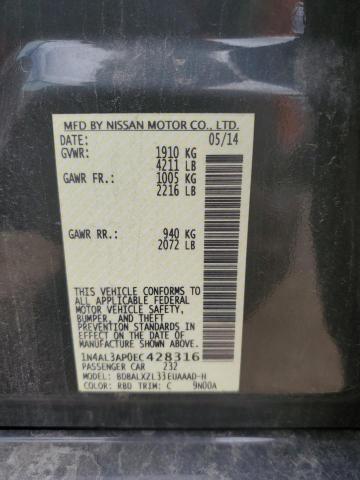 MFD BY NISSAN MOTOR CO., LTD.
DATE: 05/14
GVWR: 1910 KG
4211 LB
GAWR FR.: 1005 KG
2216 LB
GAWR RR.: 940 KG
2072 LB
THIS VEHICLE CONFORMS TO
ALL APPLICABLE FEDERAL
MOTOR VEHICLE SAFETY,
BUMPER, AND THEFT
PREVENTION STANDARDS
IN EFFECT ON THE DATE OF
MANUFACTURE SHOWN ABOVE.
1N4AL3AP0EC428316
PASSENGER CAR 232
MODEL: BDBALX2L33EUAAAD-H
COLOR: RBD TRIM: C 9N00A